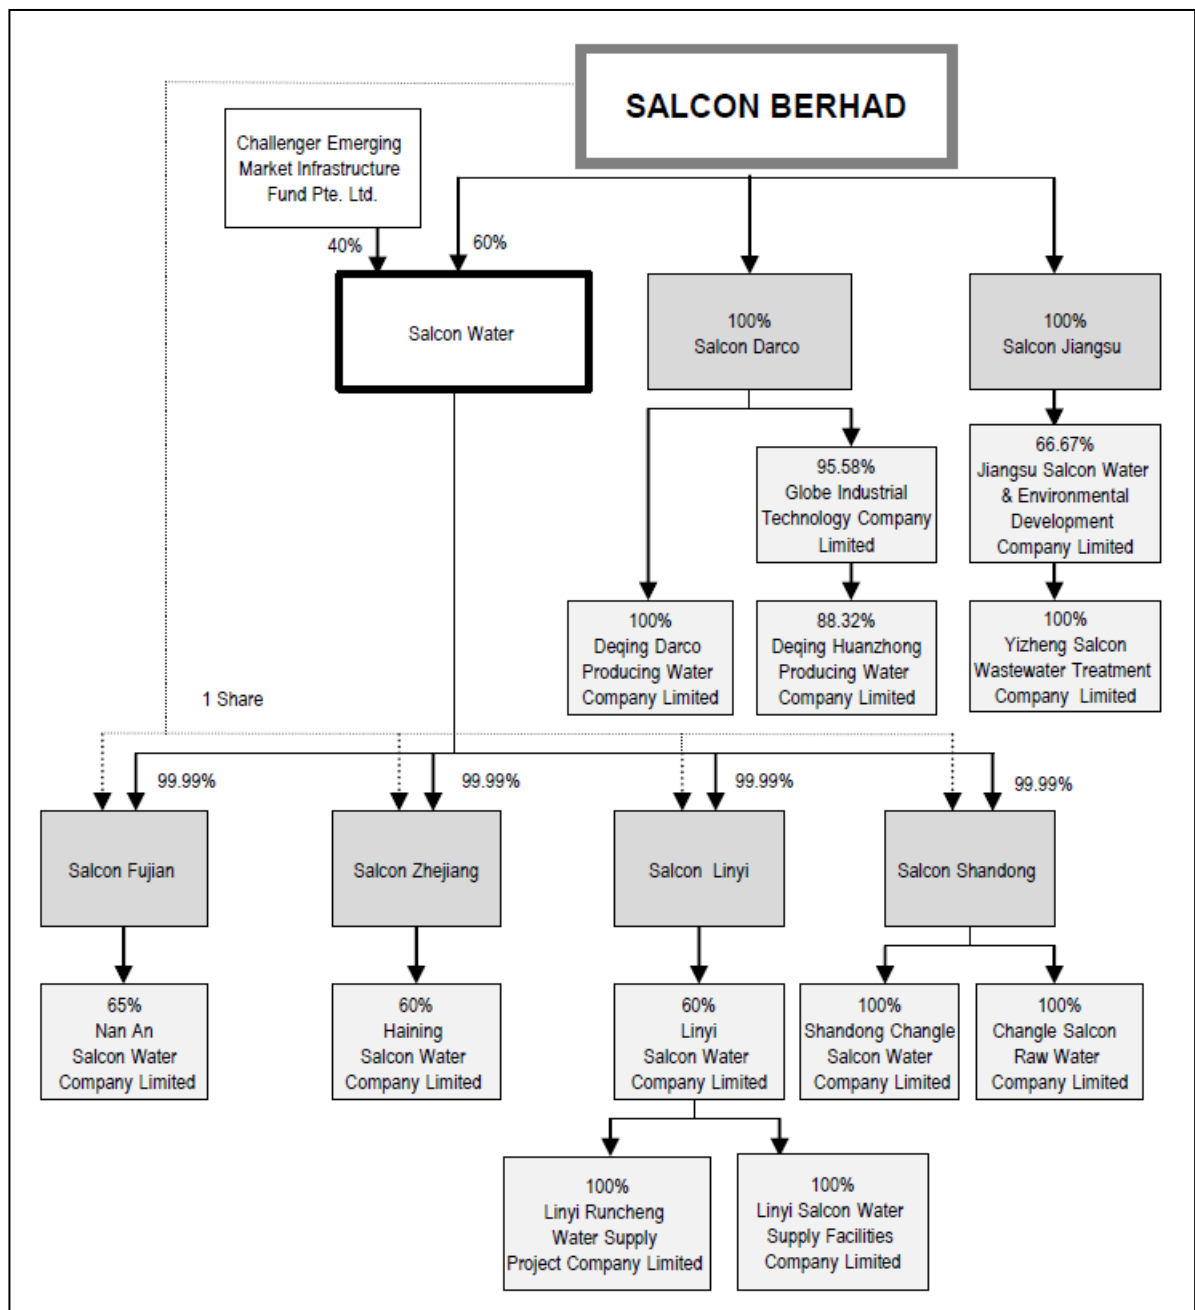 SALCON BERHAD
Challenger Emerging
Market Infrastructure
Fund Pte. Ltd.
40%
60%
Salcon Water
100%
Salcon Darco
100%
Salcon Jiangsu
95.58%
Globe Industrial
Technology Company
Limited
66.67%
Jiangsu Salcon Water
& Environmental
Development
Company Limited
100%
Deqing Darco
Producing Water
Company Limited
88.32%
Deqing Huanzhong
Producing Water
Company Limited
100%
Yizheng Salcon
Wastewater Treatment
Company Limited
1 Share
99.99%
99.99%
99.99%
99.99%
Salcon Fujian
Salcon Zhejiang
Salcon Linyi
Salcon Shandong
65%
Nan An
Salcon Water
Company Limited
60%
Haining
Salcon Water
Company Limited
60%
Linyi
Salcon Water
Company Limited
100%
Shandong Changle
Salcon Water
Company Limited
100%
Changle Salcon
Raw Water
Company Limited
100%
Linyi Runcheng
Water Supply
Project Company Limited
100%
Linyi Salcon Water
Supply Facilities
Company Limited